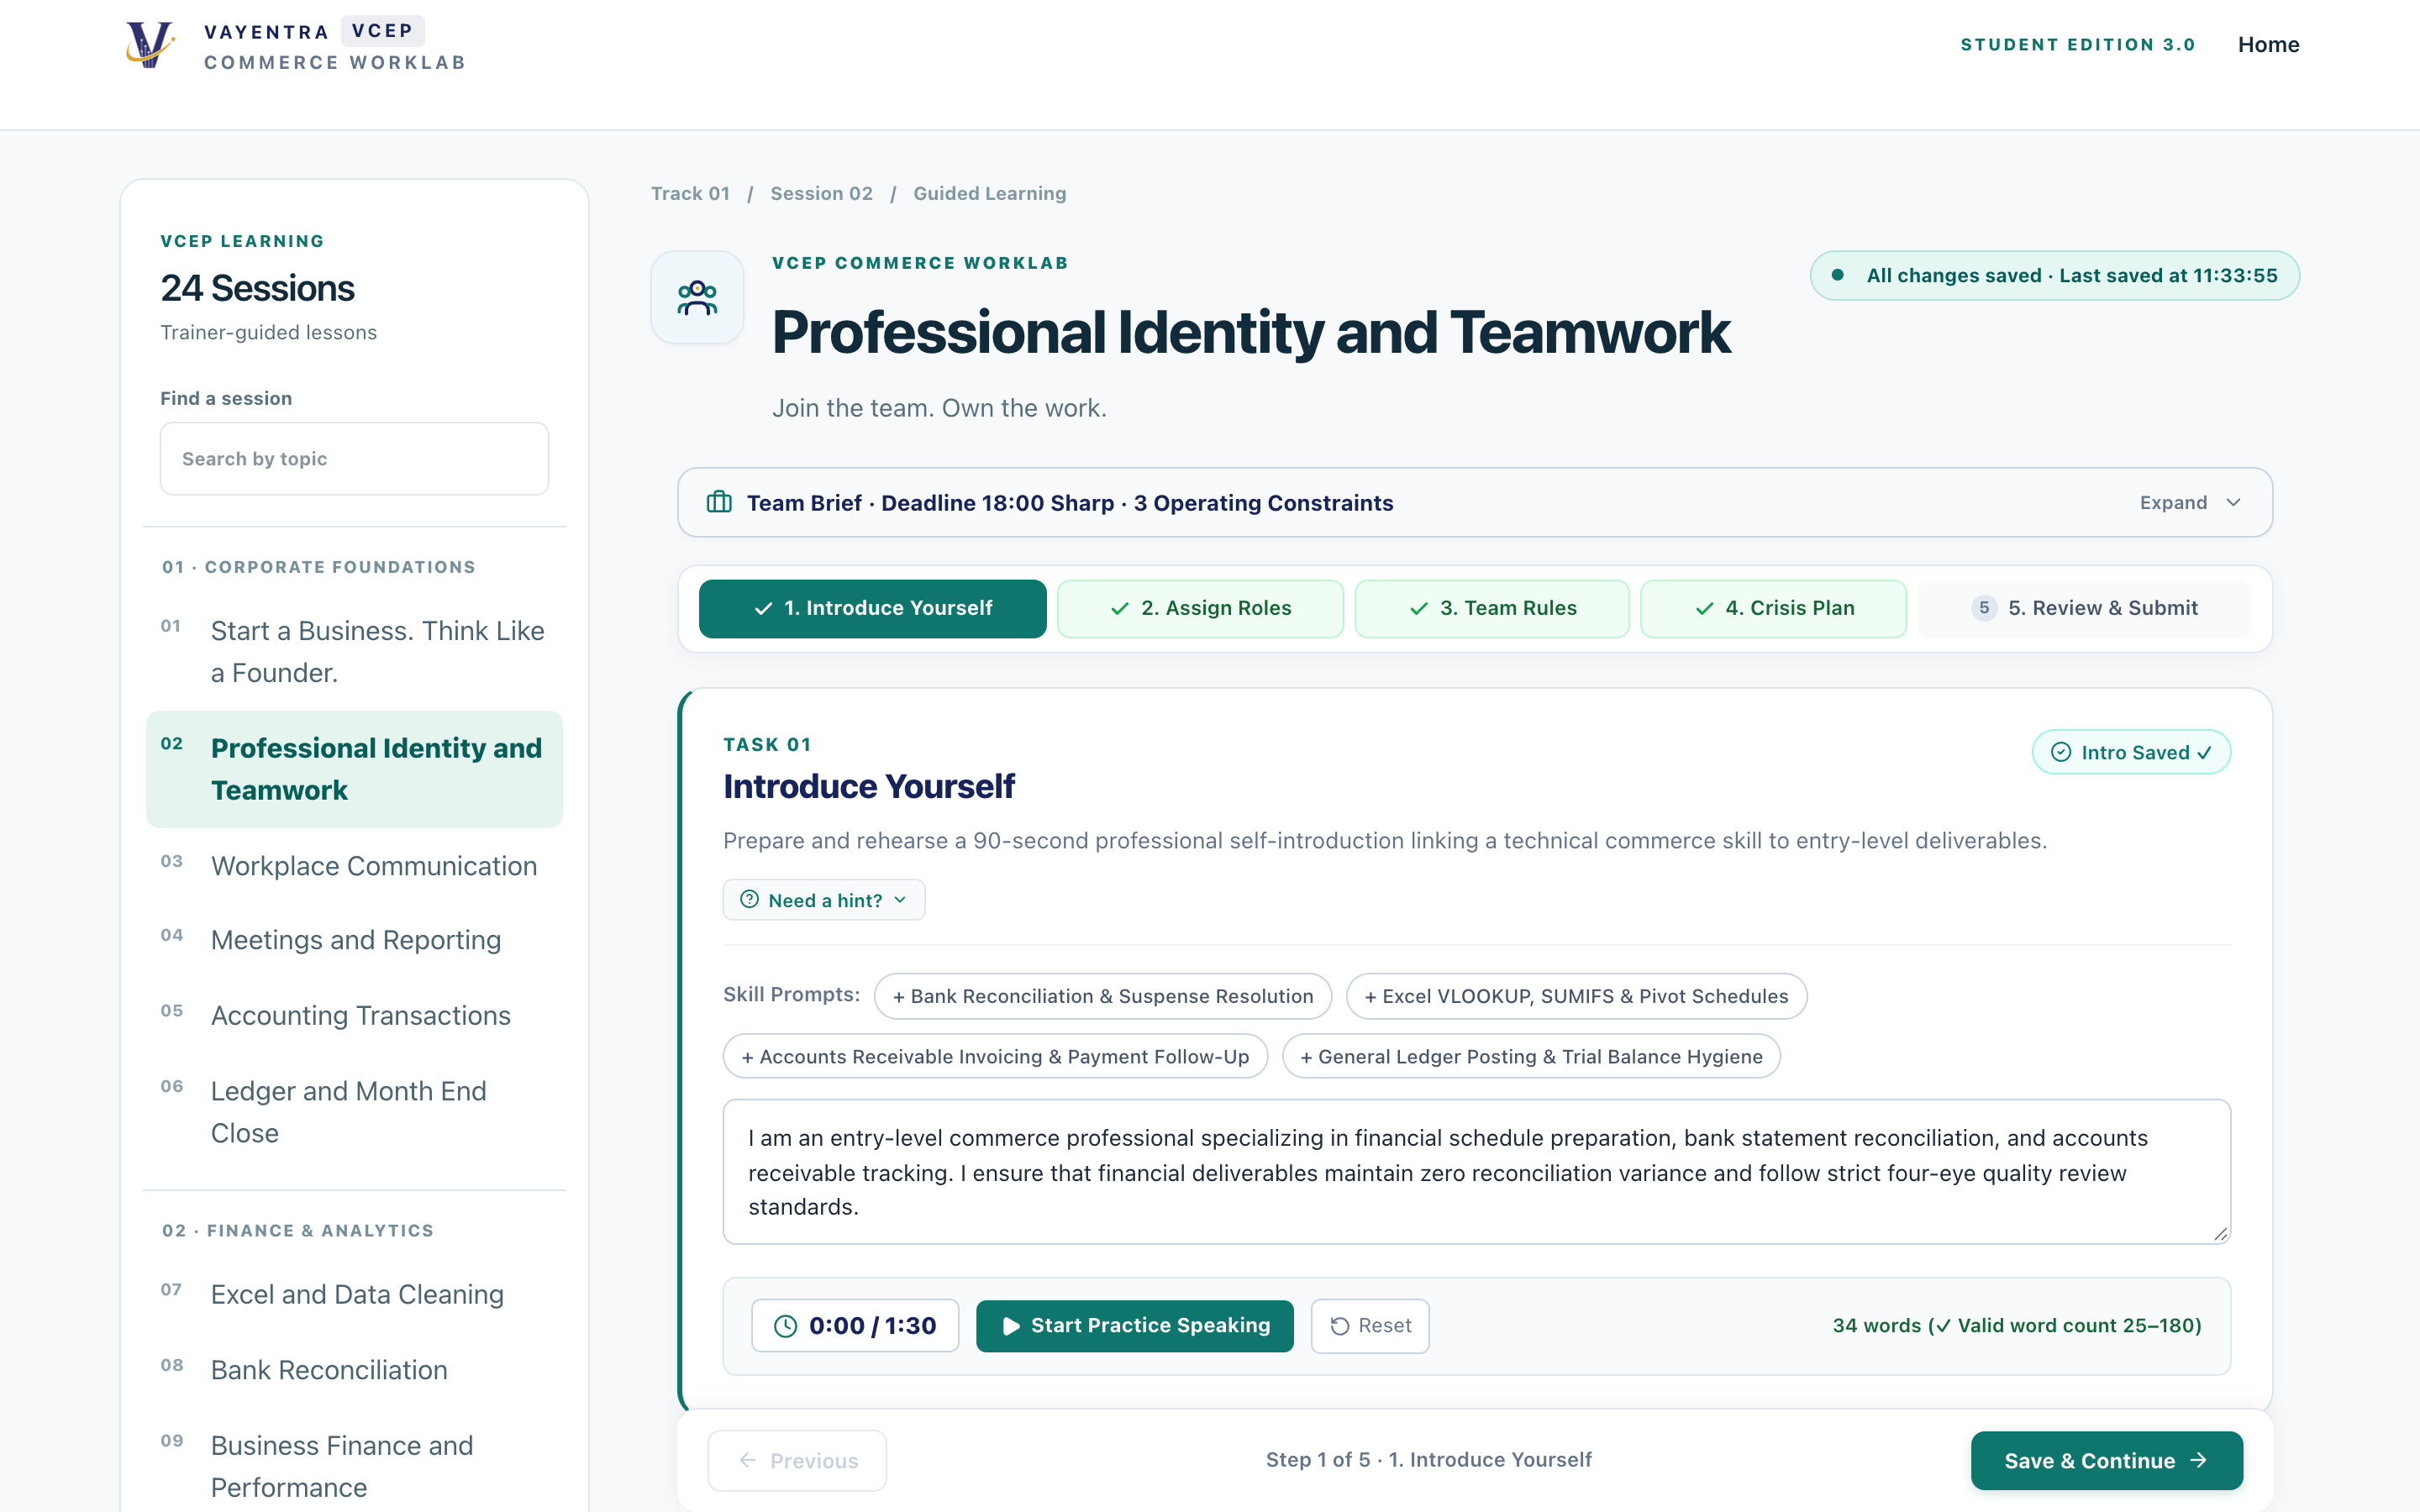 VAYENTRA VCEP
COMMERCE WORKLAB
STUDENT EDITION 3.0
Home
VCEP LEARNING
24 Sessions
Trainer-guided lessons
Find a session
Search by topic
01 · CORPORATE FOUNDATIONS
01 Start a Business. Think Like
a Founder.
02 Professional Identity and
Teamwork
03 Workplace Communication
04 Meetings and Reporting
05 Accounting Transactions
06 Ledger and Month End
Close
02 · FINANCE & ANALYTICS
07 Excel and Data Cleaning
08 Bank Reconciliation
09 Business Finance and
Performance
Track 01 / Session 02 / Guided Learning
VCEP COMMERCE WORKLAB
Professional Identity and Teamwork
Join the team. Own the work.
All changes saved · Last saved at 11:33:55
Team Brief · Deadline 18:00 Sharp · 3 Operating Constraints
Expand
✓ 1. Introduce Yourself
✓ 2. Assign Roles
✓ 3. Team Rules
✓ 4. Crisis Plan
5 5. Review & Submit
TASK 01
Introduce Yourself
Intro Saved ✓
Prepare and rehearse a 90-second professional self-introduction linking a technical commerce skill to entry-level deliverables.
Need a hint?
Skill Prompts: + Bank Reconciliation & Suspense Resolution + Excel VLOOKUP, SUMIFS & Pivot Schedules
+ Accounts Receivable Invoicing & Payment Follow-Up + General Ledger Posting & Trial Balance Hygiene
I am an entry-level commerce professional specializing in financial schedule preparation, bank statement reconciliation, and accounts
receivable tracking. I ensure that financial deliverables maintain zero reconciliation variance and follow strict four-eye quality review
standards.
0:00 / 1:30
Start Practice Speaking
Reset
34 words (✓ Valid word count 25–180)
← Previous
Step 1 of 5 · 1. Introduce Yourself
Save & Continue →